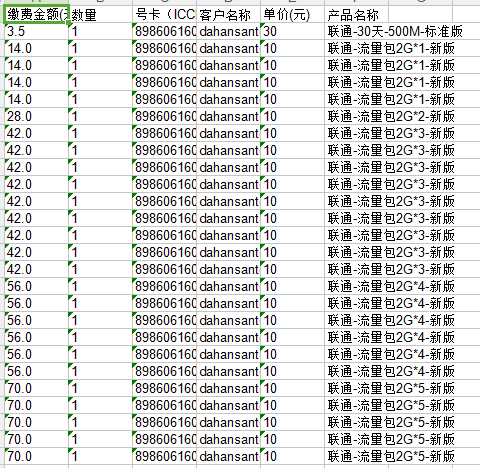 缴费金额(元 数量 号卡（ICC 客户名称 单价(元) 产品名称
3.5 1 898606160 dahansant 30 联通-30天-500M-标准版
14.0 1 898606160 dahansant 10 联通-流量包2G*1-新版
14.0 1 898606160 dahansant 10 联通-流量包2G*1-新版
14.0 1 898606160 dahansant 10 联通-流量包2G*1-新版
14.0 1 898606160 dahansant 10 联通-流量包2G*1-新版
28.0 1 898606160 dahansant 10 联通-流量包2G*2-新版
42.0 1 898606160 dahansant 10 联通-流量包2G*3-新版
42.0 1 898606160 dahansant 10 联通-流量包2G*3-新版
42.0 1 898606160 dahansant 10 联通-流量包2G*3-新版
42.0 1 898606160 dahansant 10 联通-流量包2G*3-新版
42.0 1 898606160 dahansant 10 联通-流量包2G*3-新版
42.0 1 898606160 dahansant 10 联通-流量包2G*3-新版
42.0 1 898606160 dahansant 10 联通-流量包2G*3-新版
42.0 1 898606160 dahansant 10 联通-流量包2G*3-新版
42.0 1 898606160 dahansant 10 联通-流量包2G*3-新版
56.0 1 898606160 dahansant 10 联通-流量包2G*4-新版
56.0 1 898606160 dahansant 10 联通-流量包2G*4-新版
56.0 1 898606160 dahansant 10 联通-流量包2G*4-新版
56.0 1 898606160 dahansant 10 联通-流量包2G*4-新版
56.0 1 898606160 dahansant 10 联通-流量包2G*4-新版
56.0 1 898606160 dahansant 10 联通-流量包2G*4-新版
70.0 1 898606160 dahansant 10 联通-流量包2G*5-新版
70.0 1 898606160 dahansant 10 联通-流量包2G*5-新版
70.0 1 898606160 dahansant 10 联通-流量包2G*5-新版
70.0 1 898606160 dahansant 10 联通-流量包2G*5-新版
70.0 1 898606160 dahansant 10 联通-流量包2G*5-新版